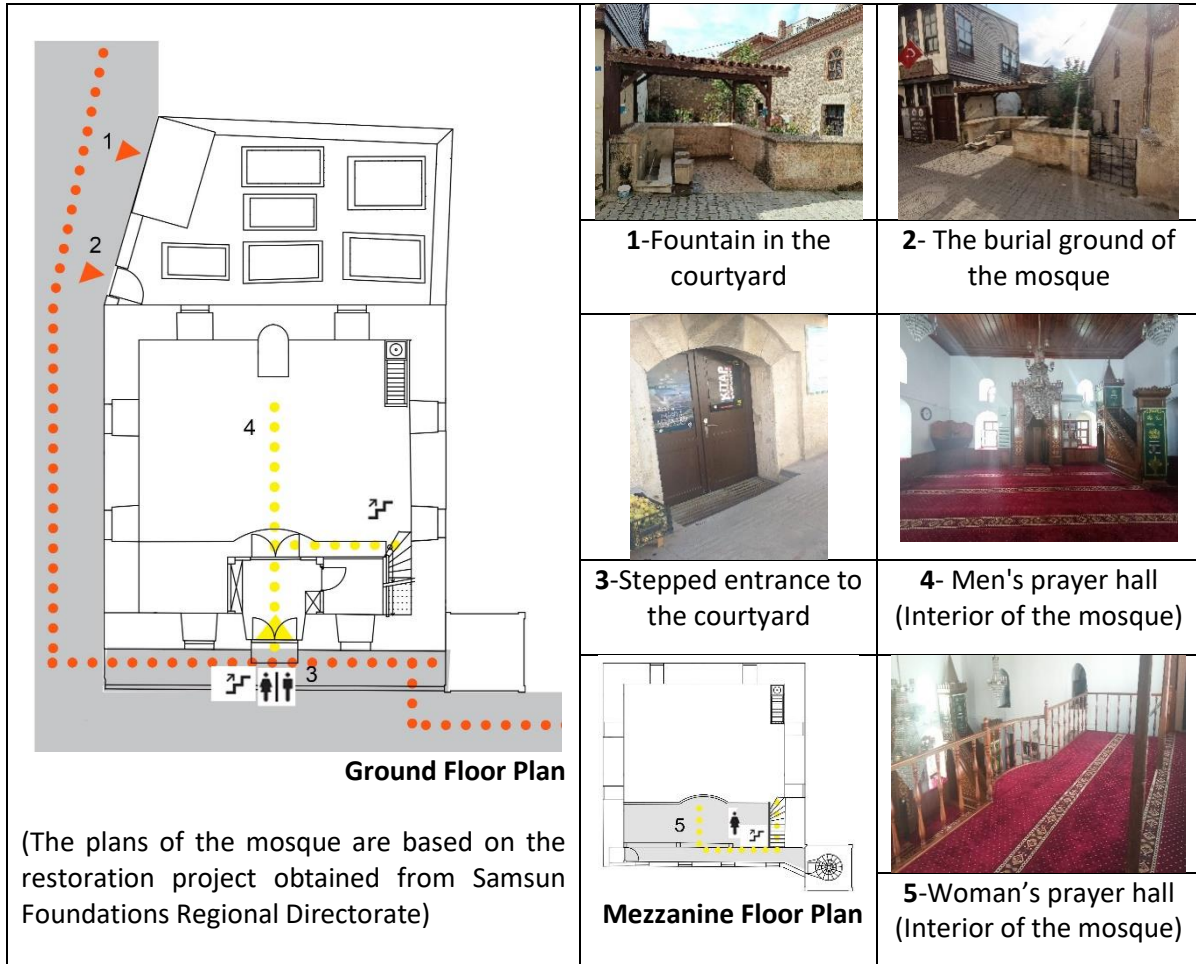 1
2
4
3
Ground Floor Plan
(The plans of the mosque are based on the
restoration project obtained from Samsun
Foundations Regional Directorate)
1-Fountain in the
courtyard
2- The burial ground of
the mosque
KITAP
3-Stepped entrance to
the courtyard
4- Men's prayer hall
(Interior of the mosque)
5
Mezzanine Floor Plan
5-Woman’s prayer hall
(Interior of the mosque)